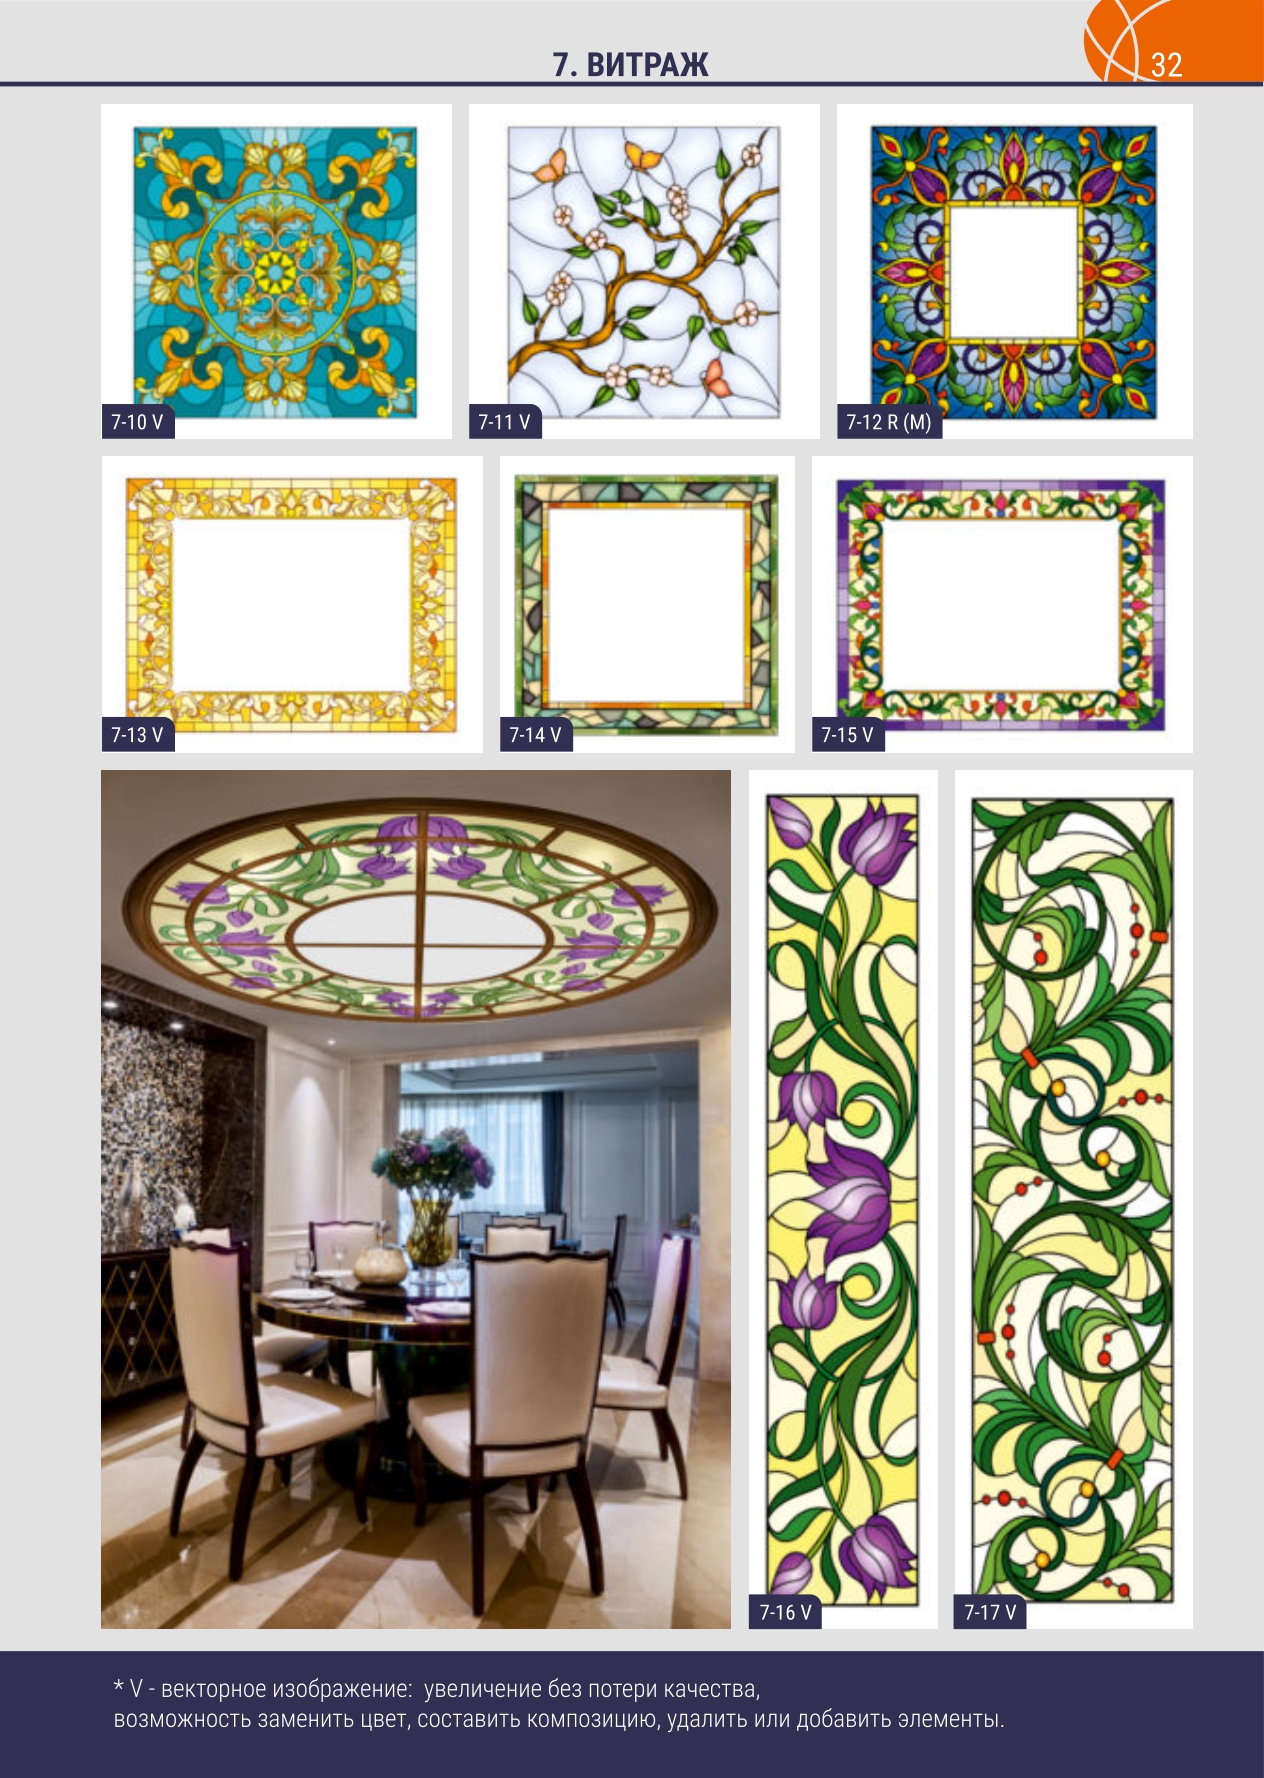 7. ВИТРАЖ
32
7-10 V
7-11 V
7-12 R (M)
7-13 V
7-14 V
7-15 V
7-16 V
7-17 V
* V - векторное изображение:  увеличение без потери качества,
возможность заменить цвет, составить композицию, удалить или добавить элементы.